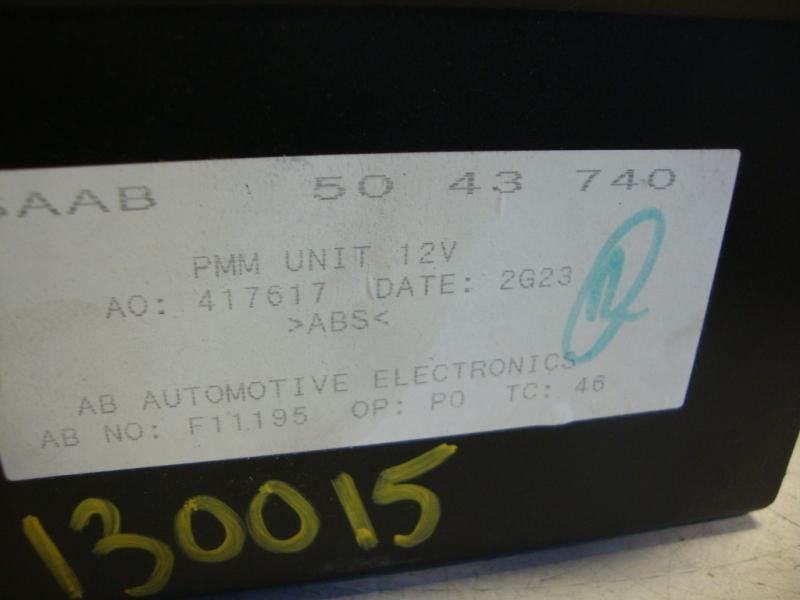 SAAB 50 43 740
PMM UNIT 12V
AO: 417617 DATE: 2G23
>ABS<
AB AUTOMOTIVE ELECTRONICS
AB NO: F11195 OP: PO TC: 46
130015